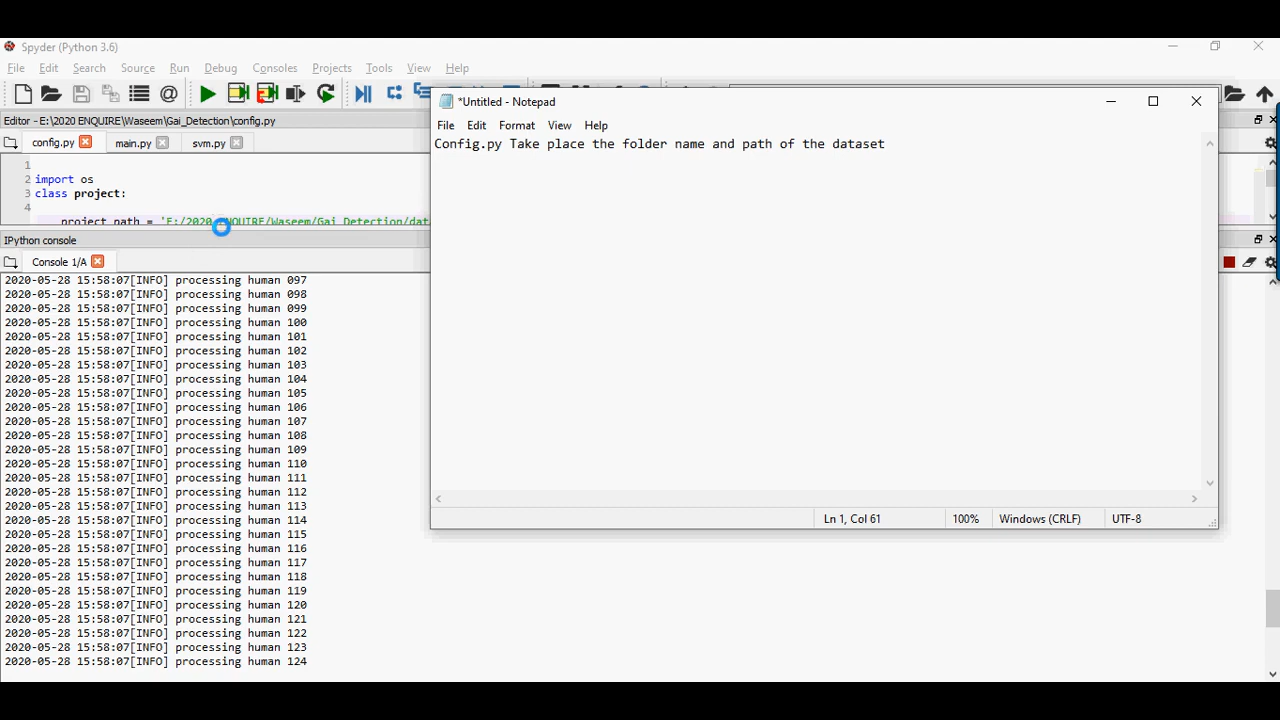 Spyder (Python 3.6)
File Edit Search Source Run Debug Consoles Projects Tools View Help
Editor - E:\2020 ENQUIRE\Waseem\Gai_Detection\config.py
config.py main.py svm.py
1
2 import os
3 class project:
4
project_path = 'E:/2020 ENQUIRE/Waseem/Gai_Detection/dat
IPython console
Console 1/A
2020-05-28 15:58:07[INFO] processing human 097
2020-05-28 15:58:07[INFO] processing human 098
2020-05-28 15:58:07[INFO] processing human 099
2020-05-28 15:58:07[INFO] processing human 100
2020-05-28 15:58:07[INFO] processing human 101
2020-05-28 15:58:07[INFO] processing human 102
2020-05-28 15:58:07[INFO] processing human 103
2020-05-28 15:58:07[INFO] processing human 104
2020-05-28 15:58:07[INFO] processing human 105
2020-05-28 15:58:07[INFO] processing human 106
2020-05-28 15:58:07[INFO] processing human 107
2020-05-28 15:58:07[INFO] processing human 108
2020-05-28 15:58:07[INFO] processing human 109
2020-05-28 15:58:07[INFO] processing human 110
2020-05-28 15:58:07[INFO] processing human 111
2020-05-28 15:58:07[INFO] processing human 112
2020-05-28 15:58:07[INFO] processing human 113
2020-05-28 15:58:07[INFO] processing human 114
2020-05-28 15:58:07[INFO] processing human 115
2020-05-28 15:58:07[INFO] processing human 116
2020-05-28 15:58:07[INFO] processing human 117
2020-05-28 15:58:07[INFO] processing human 118
2020-05-28 15:58:07[INFO] processing human 119
2020-05-28 15:58:07[INFO] processing human 120
2020-05-28 15:58:07[INFO] processing human 121
2020-05-28 15:58:07[INFO] processing human 122
2020-05-28 15:58:07[INFO] processing human 123
2020-05-28 15:58:07[INFO] processing human 124
*Untitled - Notepad
File Edit Format View Help
Config.py Take place the folder name and path of the dataset
Ln 1, Col 61 100% Windows (CRLF) UTF-8